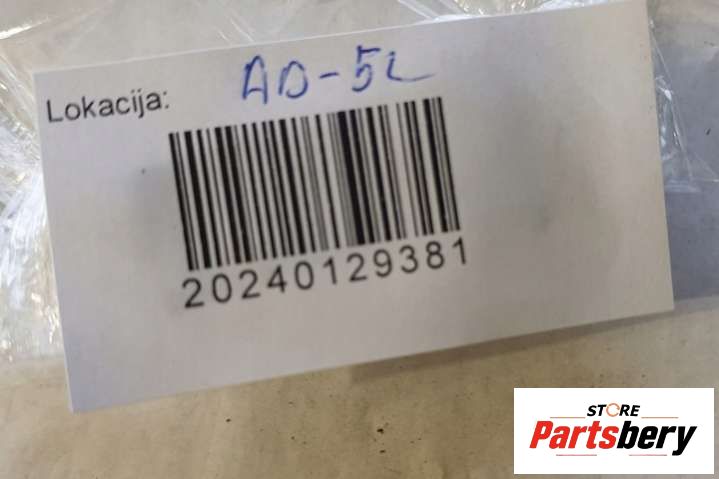 Lokacija: AD-5L
20240129381
STORE
Partsbery